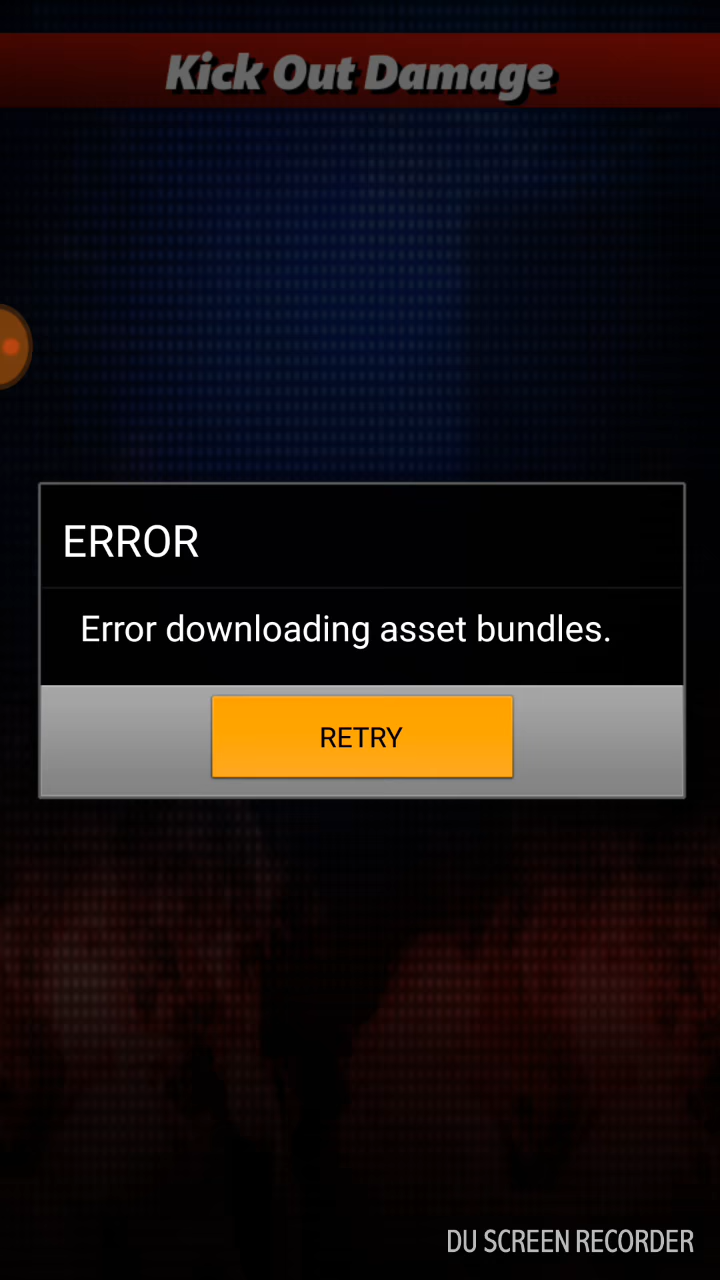 Kick Out Damage
ERROR
Error downloading asset bundles.
RETRY
DU SCREEN RECORDER